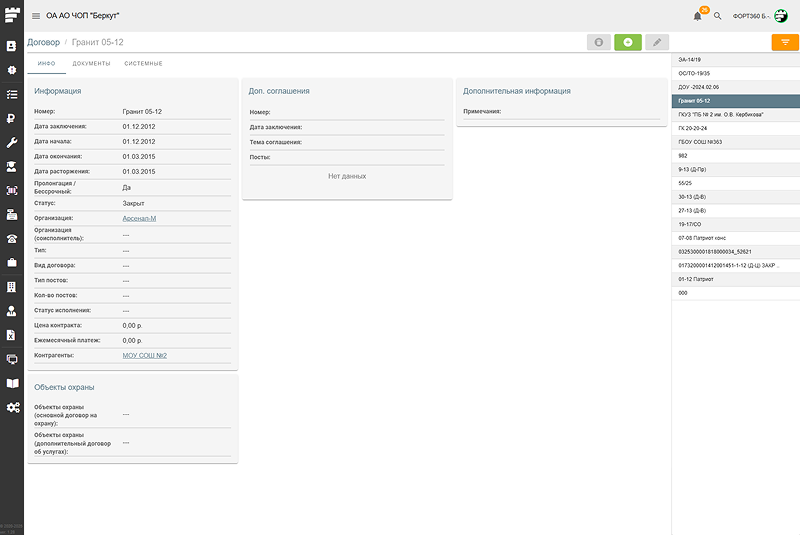 ОА АО ЧОП "Беркут"
26
ФОРТ360 Б.-.
Договор / Гранит 05-12
ИНФО
ДОКУМЕНТЫ
СИСТЕМНЫЕ
Информация
Номер: Гранит 05-12
Дата заключения: 01.12.2012
Дата начала: 01.12.2012
Дата окончания: 01.03.2015
Дата расторжения: 01.03.2015
Пролонгация /
Бессрочный: Да
Статус: Закрыт
Организация: Арсенал-М
Организация
(соисполнитель): ---
Тип: ---
Вид договора: ---
Тип постов: ---
Кол-во постов: ---
Статус исполнения: ---
Цена контракта: 0,00 р.
Ежемесячный платеж: 0,00 р.
Контрагенты: МОУ СОШ №2
Объекты охраны
Объекты охраны
(основной договор на
охрану): ---
Объекты охраны
(дополнительный договор
об услугах): ---
Доп. соглашения
Номер:
Дата заключения:
Тема соглашения:
Посты:
Нет данных
Дополнительная информация
Примечания:
ЭА-14/19
ОС/ТО-19/35
ДОУ -2024.02.06
Гранит 05-12
ГКУЗ "ПБ № 2 им. О.В. Кербикова"
ГК 20-20-24
ГБОУ СОШ №363
982
9-13 (Д-Пр)
55/25
30-13 (Д-В)
27-13 (Д-В)
19-17/СО
07-08 Патриот конс
0325300001818000034_52621
0173200001412001451-1-12 (Д-Ц) ЗАКР ...
01-12 Патриот
000